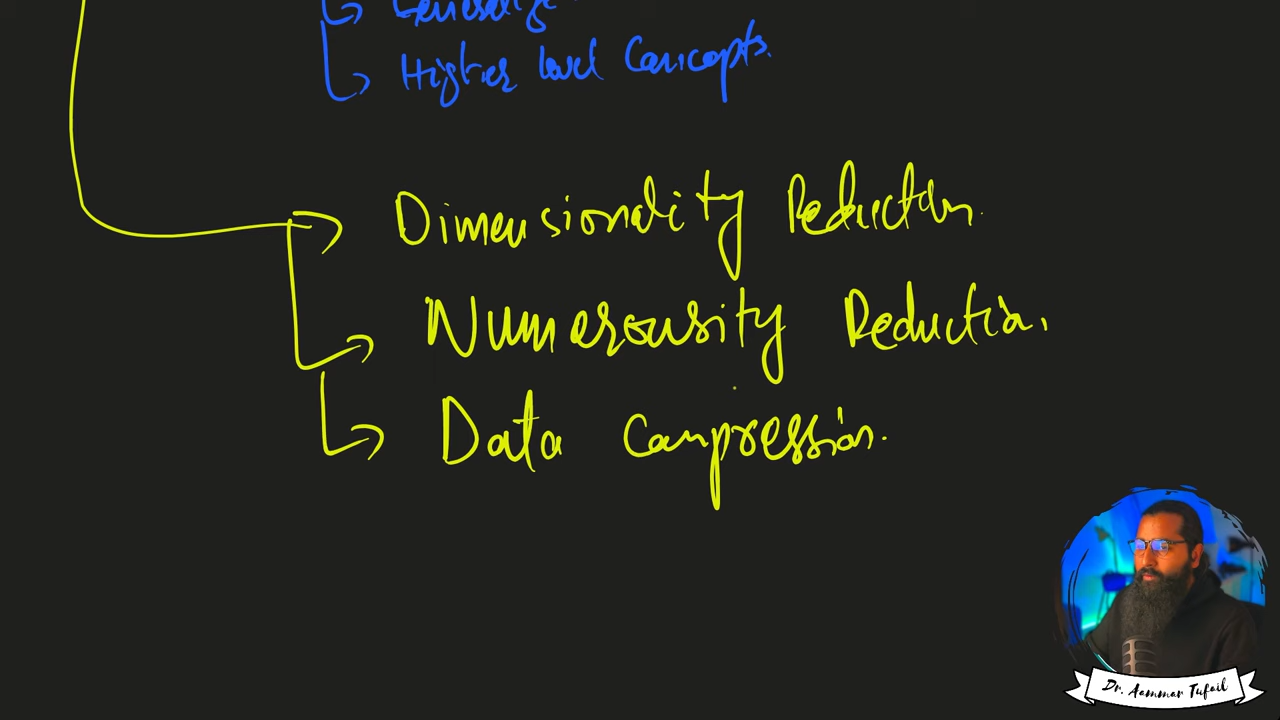 Higher level Concepts.
Dimensionality Reduction.
Numerousity Reduction.
Data Compression.
Dr. Aammar Tufail